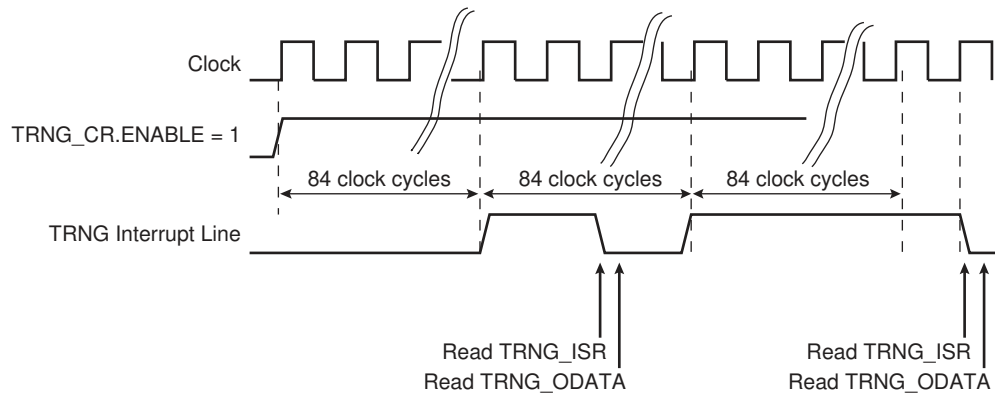 Clock
TRNG_CR.ENABLE = 1
84 clock cycles
84 clock cycles
84 clock cycles
TRNG Interrupt Line
Read TRNG_ISR
Read TRNG_ISR
Read TRNG_ODATA
Read TRNG_ODATA